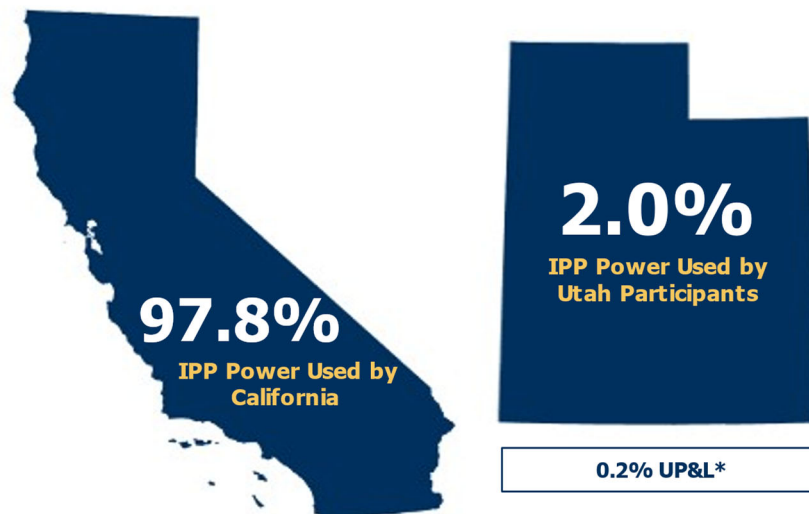 97.8%
IPP Power Used by
California
2.0%
IPP Power Used by
Utah Participants
0.2% UP&L*